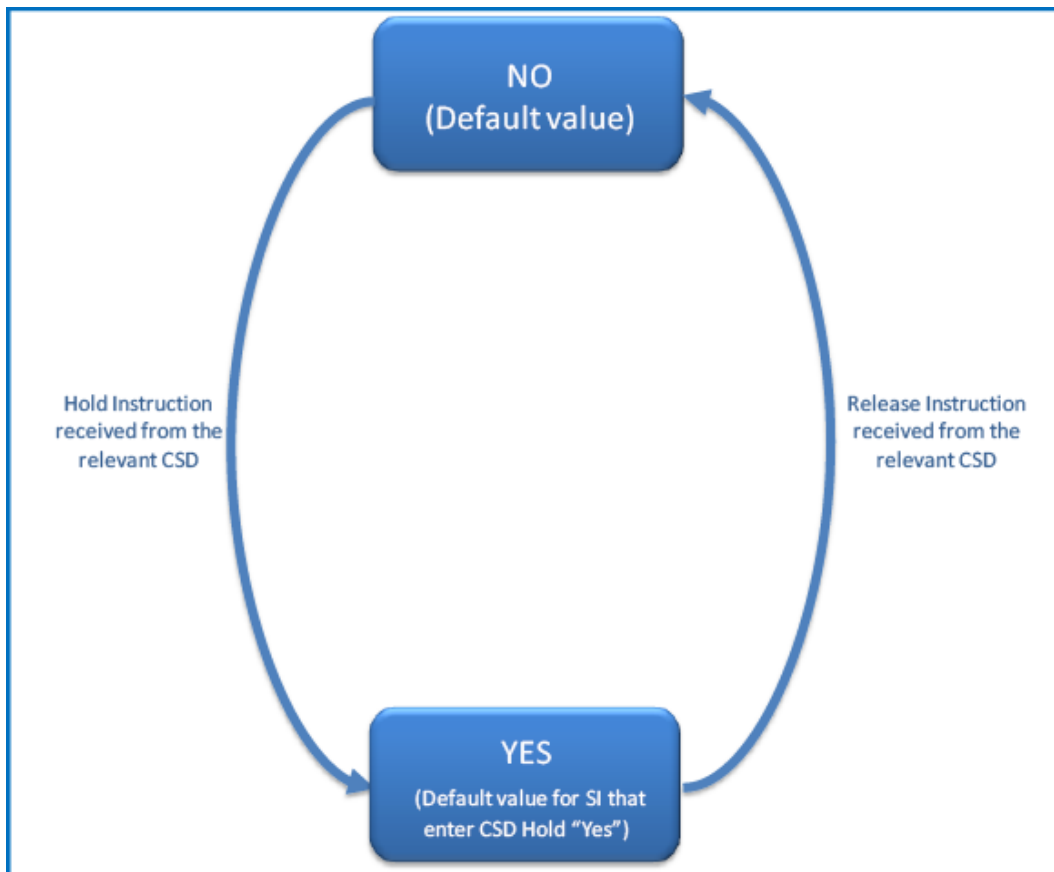 NO
(Default value)
Hold Instruction
received from the
relevant CSD
Release Instruction
received from the
relevant CSD
YES
(Default value for SI that
enter CSD Hold “Yes”)